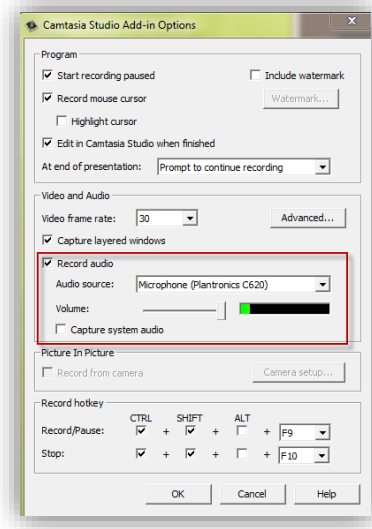 Camtasia Studio Add-in Options
x
Program
Start recording paused
Include watermark
Record mouse cursor
Watermark...
Highlight cursor
Edit in Camtasia Studio when finished
At end of presentation: Prompt to continue recording
Video and Audio
Video frame rate: 30
Advanced...
Capture layered windows
Record audio
Audio source: Microphone (Plantronics C620)
Volume:
Capture system audio
Picture In Picture
Record from camera
Camera setup...
Record hotkey
CTRL SHIFT ALT
Record/Pause: + + + F9
Stop: + + + F10
OK Cancel Help